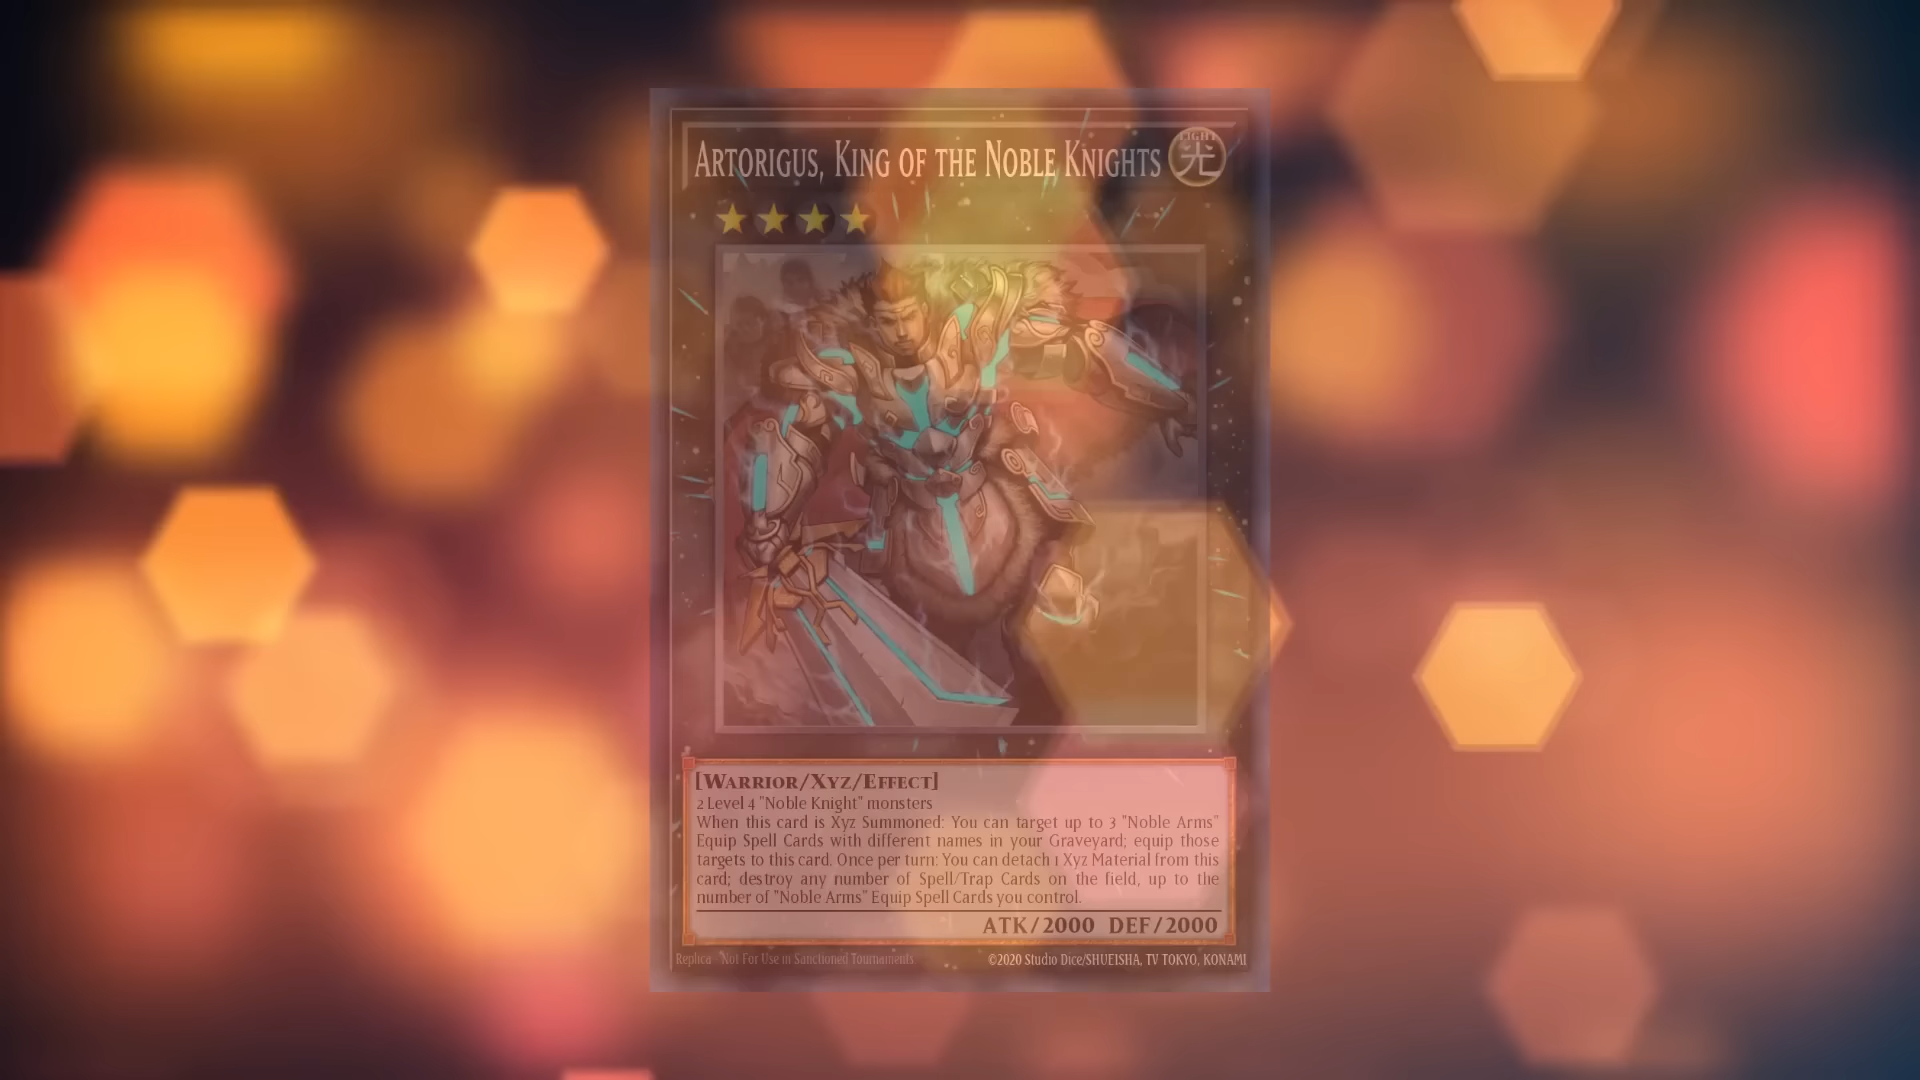 Artorigus, King of the Noble Knights
LIGHT
光
[Warrior/Xyz/Effect]
2 Level 4 "Noble Knight" monsters
When this card is Xyz Summoned: You can target up to 3 "Noble Arms"
Equip Spell Cards with different names in your Graveyard; equip those
targets to this card. Once per turn: You can detach 1 Xyz Material from this
card; destroy any number of Spell/Trap Cards on the field, up to the
number of "Noble Arms" Equip Spell Cards you control.
ATK/2000 DEF/2000
Replica - Not For Use in Sanctioned Tournaments
©2020 Studio Dice/SHUEISHA, TV TOKYO, KONAMI